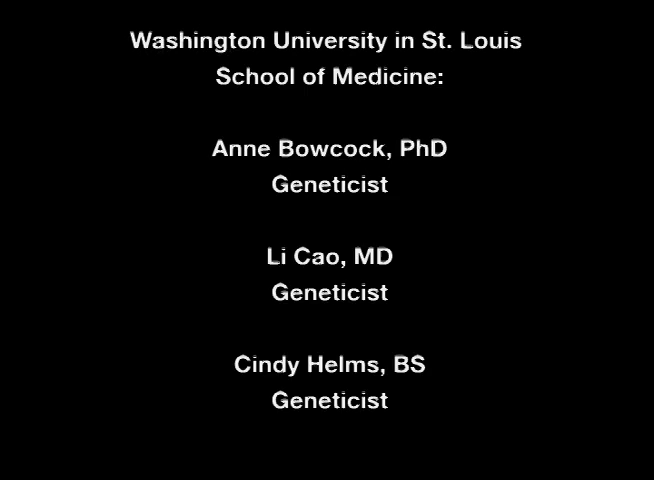 Washington University in St. Louis
School of Medicine:
Anne Bowcock, PhD
Geneticist
Li Cao, MD
Geneticist
Cindy Helms, BS
Geneticist